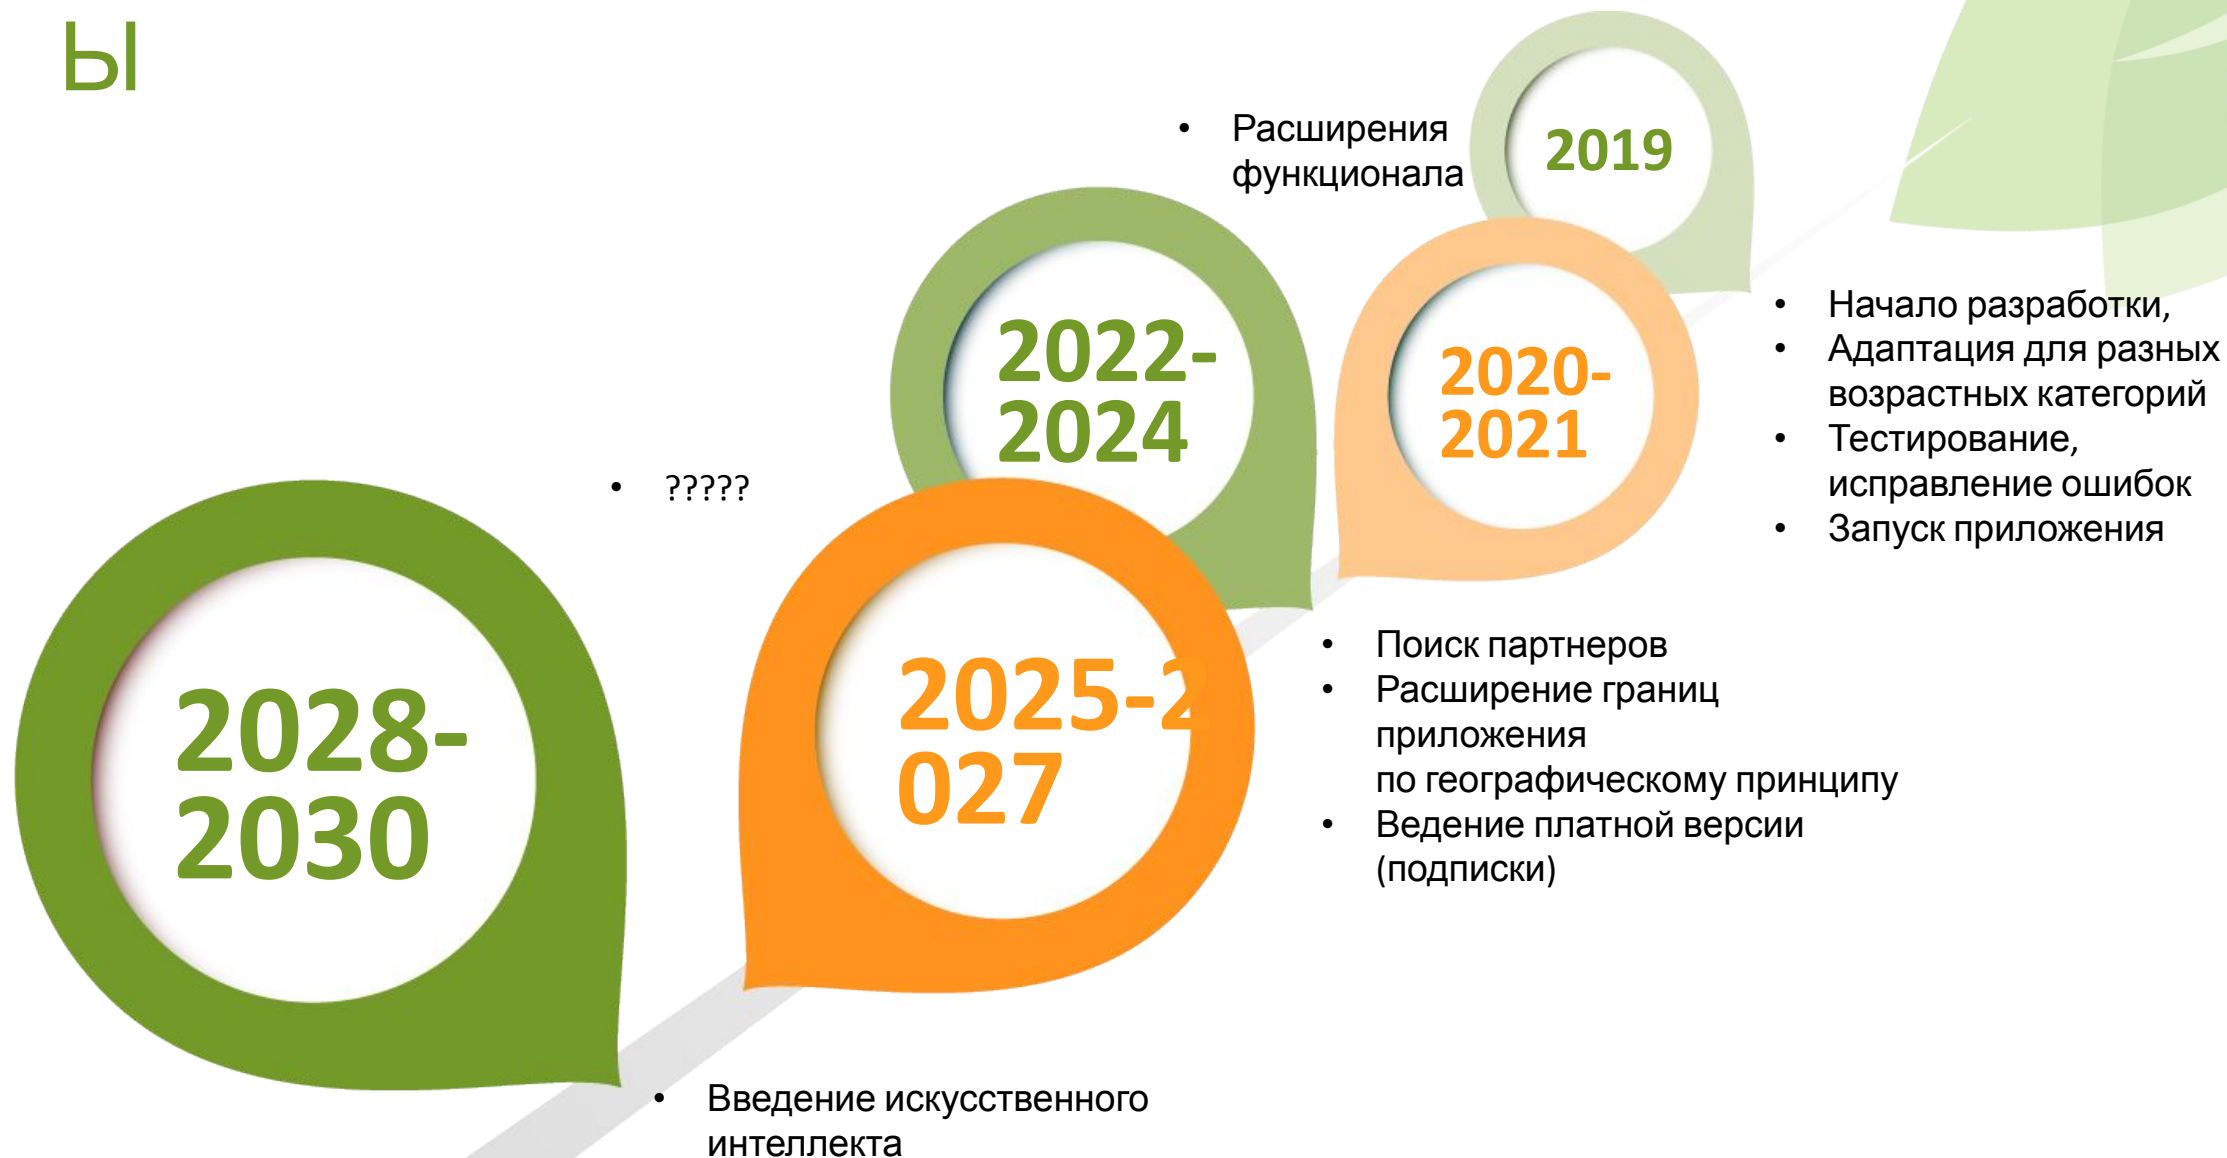 Ы
• Расширения
функционала
2019
2022-
2024
2020-
2021
• Начало разработки,
• Адаптация для разных
возрастных категорий
• Тестирование,
исправление ошибок
• Запуск приложения
• ?????
2028-
2030
2025-2
027
• Поиск партнеров
• Расширение границ
приложения
по географическому принципу
• Ведение платной версии
(подписки)
• Введение искусственного
интеллекта